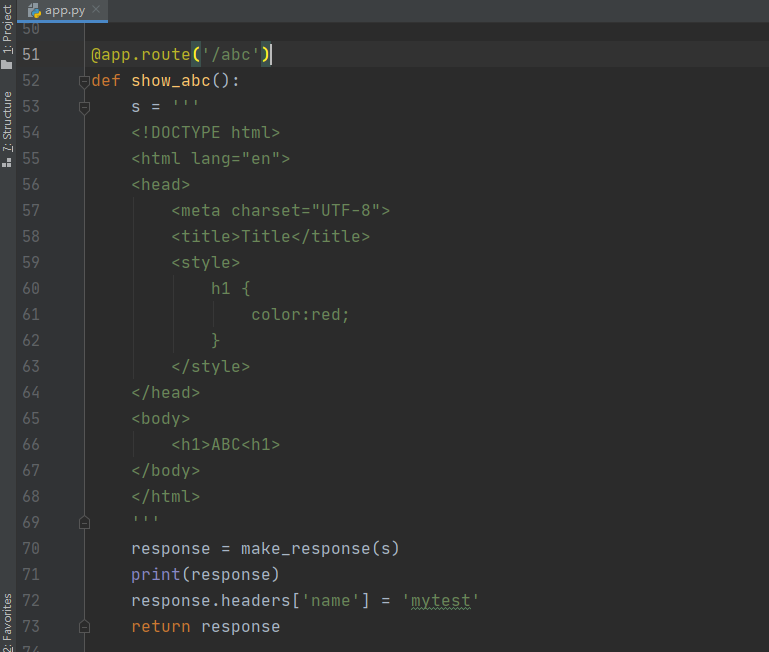 app.py
1: Project
7: Structure
2: Favorites
50
51 @app.route('/abc')
52 def show_abc():
53     s = '''
54     <!DOCTYPE html>
55     <html lang="en">
56     <head>
57         <meta charset="UTF-8">
58         <title>Title</title>
59         <style>
60             h1 {
61                 color:red;
62             }
63         </style>
64     </head>
65     <body>
66         <h1>ABC<h1>
67     </body>
68     </html>
69     '''
70     response = make_response(s)
71     print(response)
72     response.headers['name'] = 'mytest'
73     return response
74